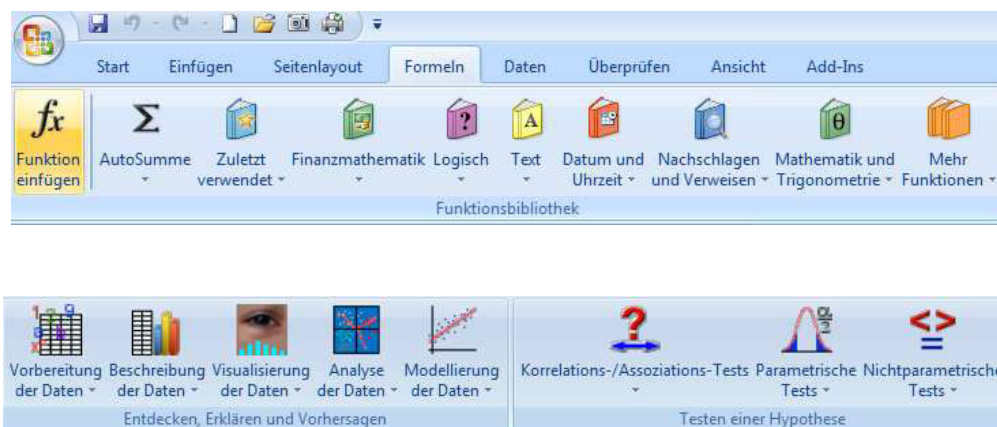 Start Einfügen Seitenlayout Formeln Daten Überprüfen Ansicht Add-Ins
fx Σ ? A θ
Funktion einfügen
AutoSumme
Zuletzt verwendet
Finanzmathematik
Logisch
Text
Datum und Uhrzeit
Nachschlagen und Verweisen
Mathematik und Trigonometrie
Mehr Funktionen
Funktionsbibliothek
? α/2 <> =
Vorbereitung der Daten
Beschreibung der Daten
Visualisierung der Daten
Analyse der Daten
Modellierung der Daten
Korrelations-/Assoziations-Tests
Parametrische Tests
Nichtparametrische Tests
Entdecken, Erklären und Vorhersagen
Testen einer Hypothese